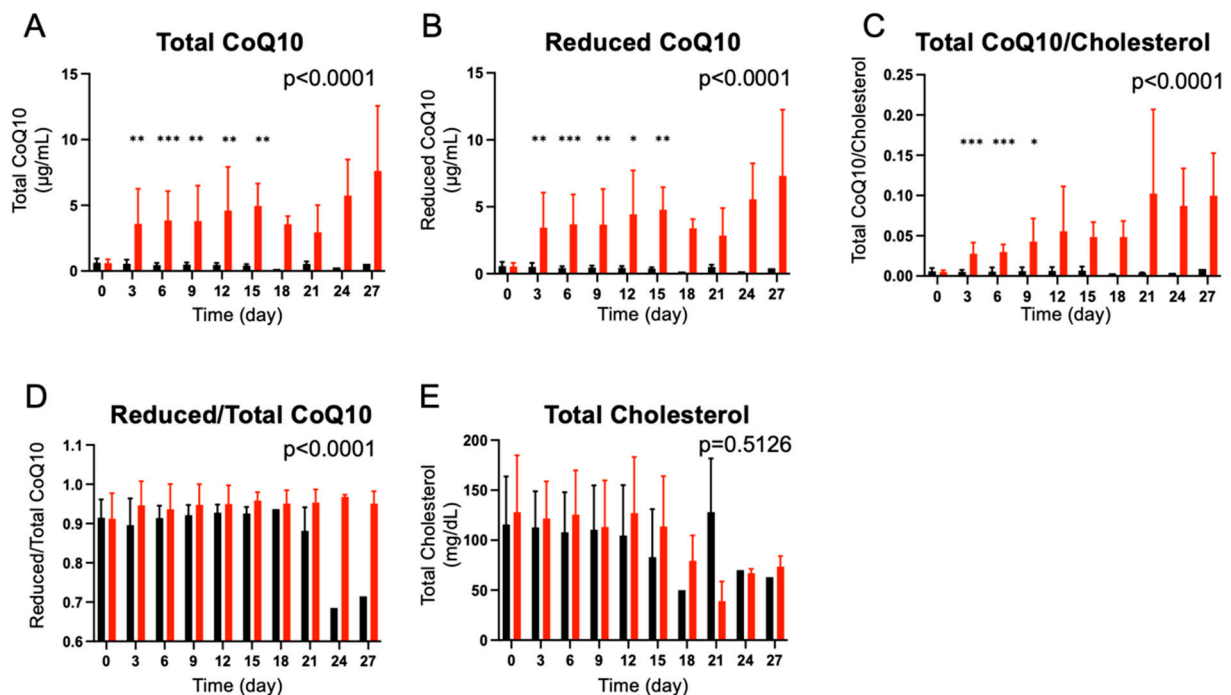 A
Total CoQ10
p<0.0001
Total CoQ10
(µg/mL)
15
10
5
0
** *** ** ** **
0 3 6 9 12 15 18 21 24 27
Time (day)
B
Reduced CoQ10
p<0.0001
Reduced CoQ10
(µg/mL)
15
10
5
0
** *** ** * **
0 3 6 9 12 15 18 21 24 27
Time (day)
C
Total CoQ10/Cholesterol
p<0.0001
Total CoQ10/Cholesterol
0.25
0.20
0.15
0.10
0.05
0.00
*** *** *
0 3 6 9 12 15 18 21 24 27
Time (day)
D
Reduced/Total CoQ10
p<0.0001
Reduced/Total CoQ10
1.1
1.0
0.9
0.8
0.7
0.6
0 3 6 9 12 15 18 21 24 27
Time (day)
E
Total Cholesterol
p=0.5126
Total Cholesterol
(mg/dL)
200
150
100
50
0
0 3 6 9 12 15 18 21 24 27
Time (day)